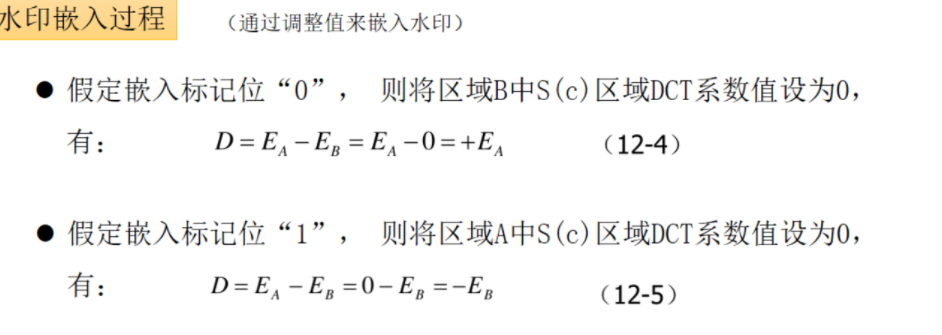 水印嵌入过程 （通过调整值来嵌入水印）
● 假定嵌入标记位“0”， 则将区域B中S(c)区域DCT系数值设为0，
有： D = E_A − E_B = E_A − 0 = +E_A （12-4）
● 假定嵌入标记位“1”， 则将区域A中S(c)区域DCT系数值设为0，
有： D = E_A − E_B = 0 − E_B = −E_B （12-5）